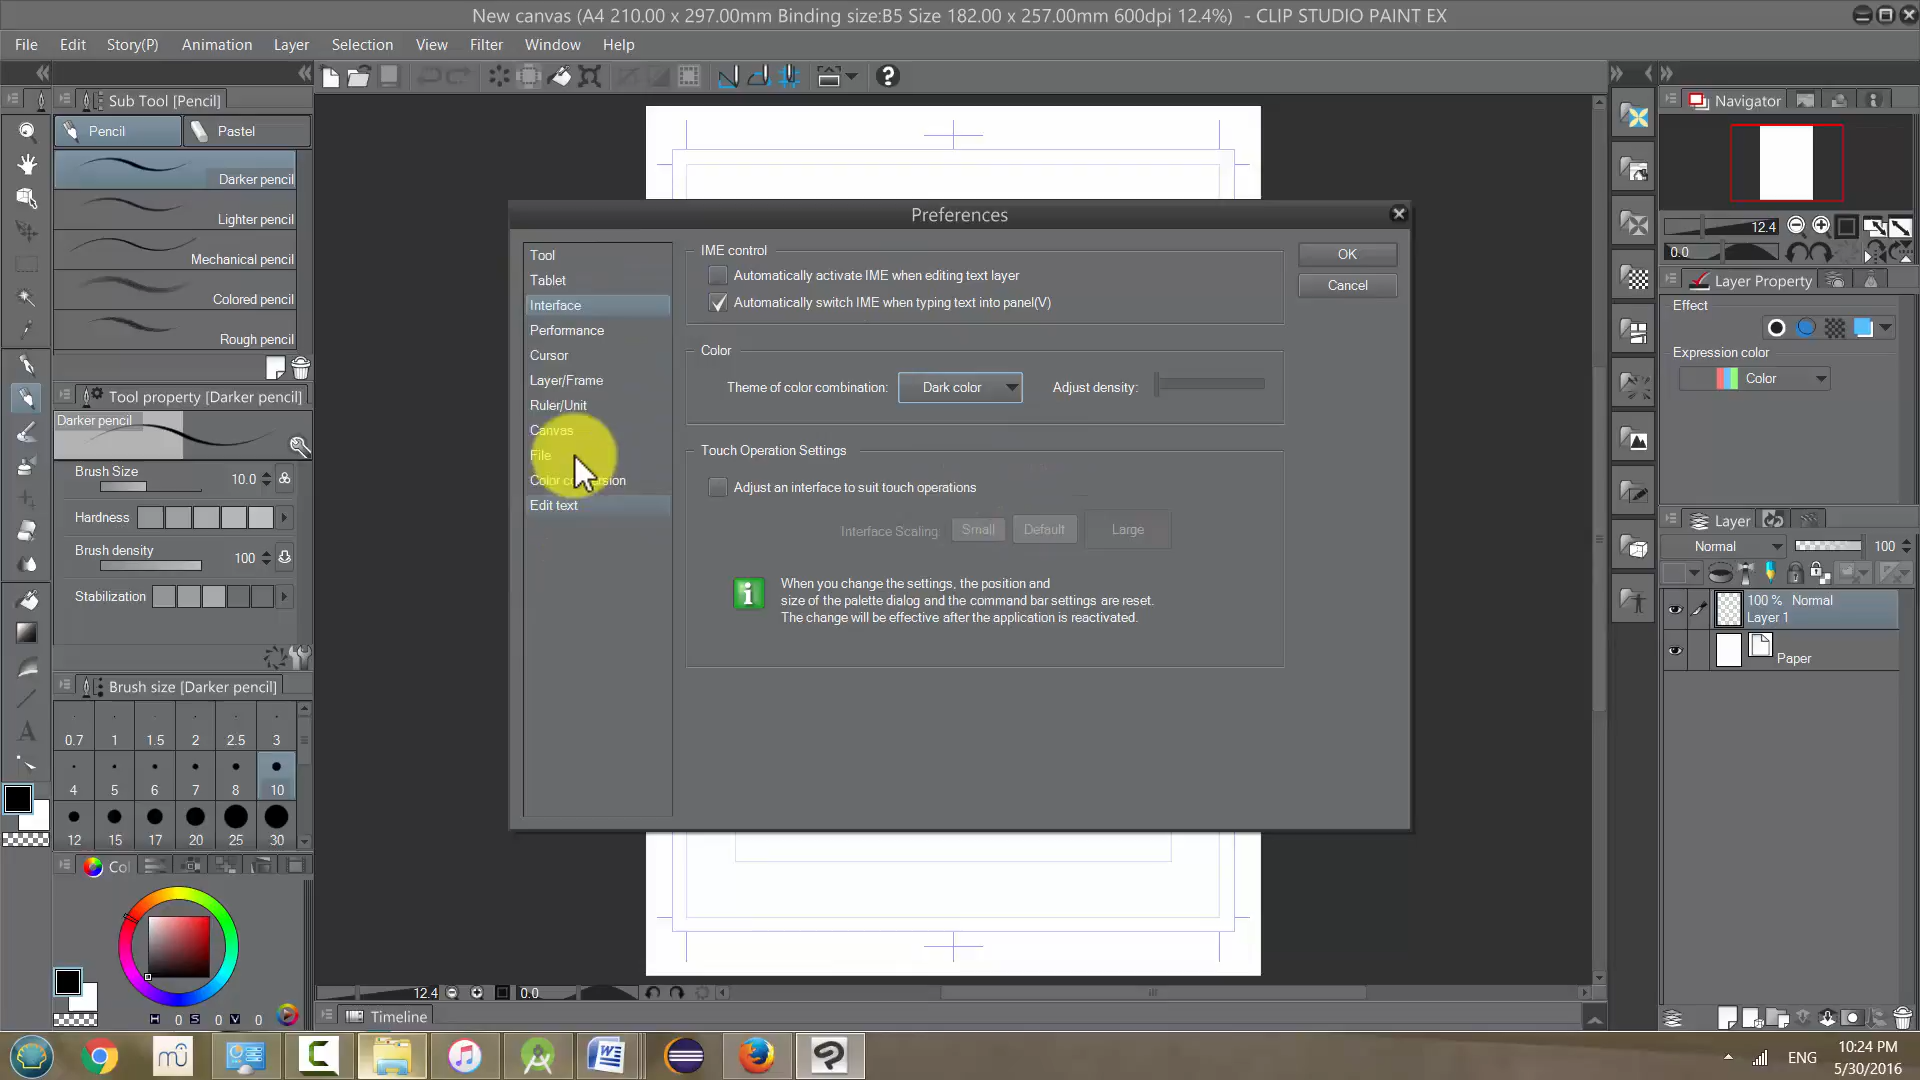 New canvas (A4 210.00 x 297.00mm Binding size:B5 Size 182.00 x 257.00mm 600dpi 12.4%) - CLIP STUDIO PAINT EX
File Edit Story(P) Animation Layer Selection View Filter Window Help
Sub Tool [Pencil]
Pencil Pastel
Darker pencil
Lighter pencil
Mechanical pencil
Colored pencil
Rough pencil
Tool property [Darker pencil]
Darker pencil
Brush Size 10.0
Hardness
Brush density 100
Stabilization
Brush size [Darker pencil]
0.7 1 1.5 2 2.5 3
4 5 6 7 8 10
12 15 17 20 25 30
Col
H 0 S 0 V 0
Preferences
Tool
Tablet
Interface
Performance
Cursor
Layer/Frame
Ruler/Unit
Canvas
File
Edit text
IME control
Automatically activate IME when editing text layer
Automatically switch IME when typing text into panel(V)
Color
Theme of color combination: Dark color Adjust density:
Touch Operation Settings
Adjust an interface to suit touch operations
Interface Scaling: Small Default Large
When you change the settings, the position and
size of the palette dialog and the command bar settings are reset.
The change will be effective after the application is reactivated.
OK
Cancel
12.4 0.0
Timeline
Navigator
12.4
0.0
Layer Property
Effect
Expression color
Color
Layer
Normal 100
100 % Normal
Layer 1
Paper
ENG
10:24 PM
5/30/2016